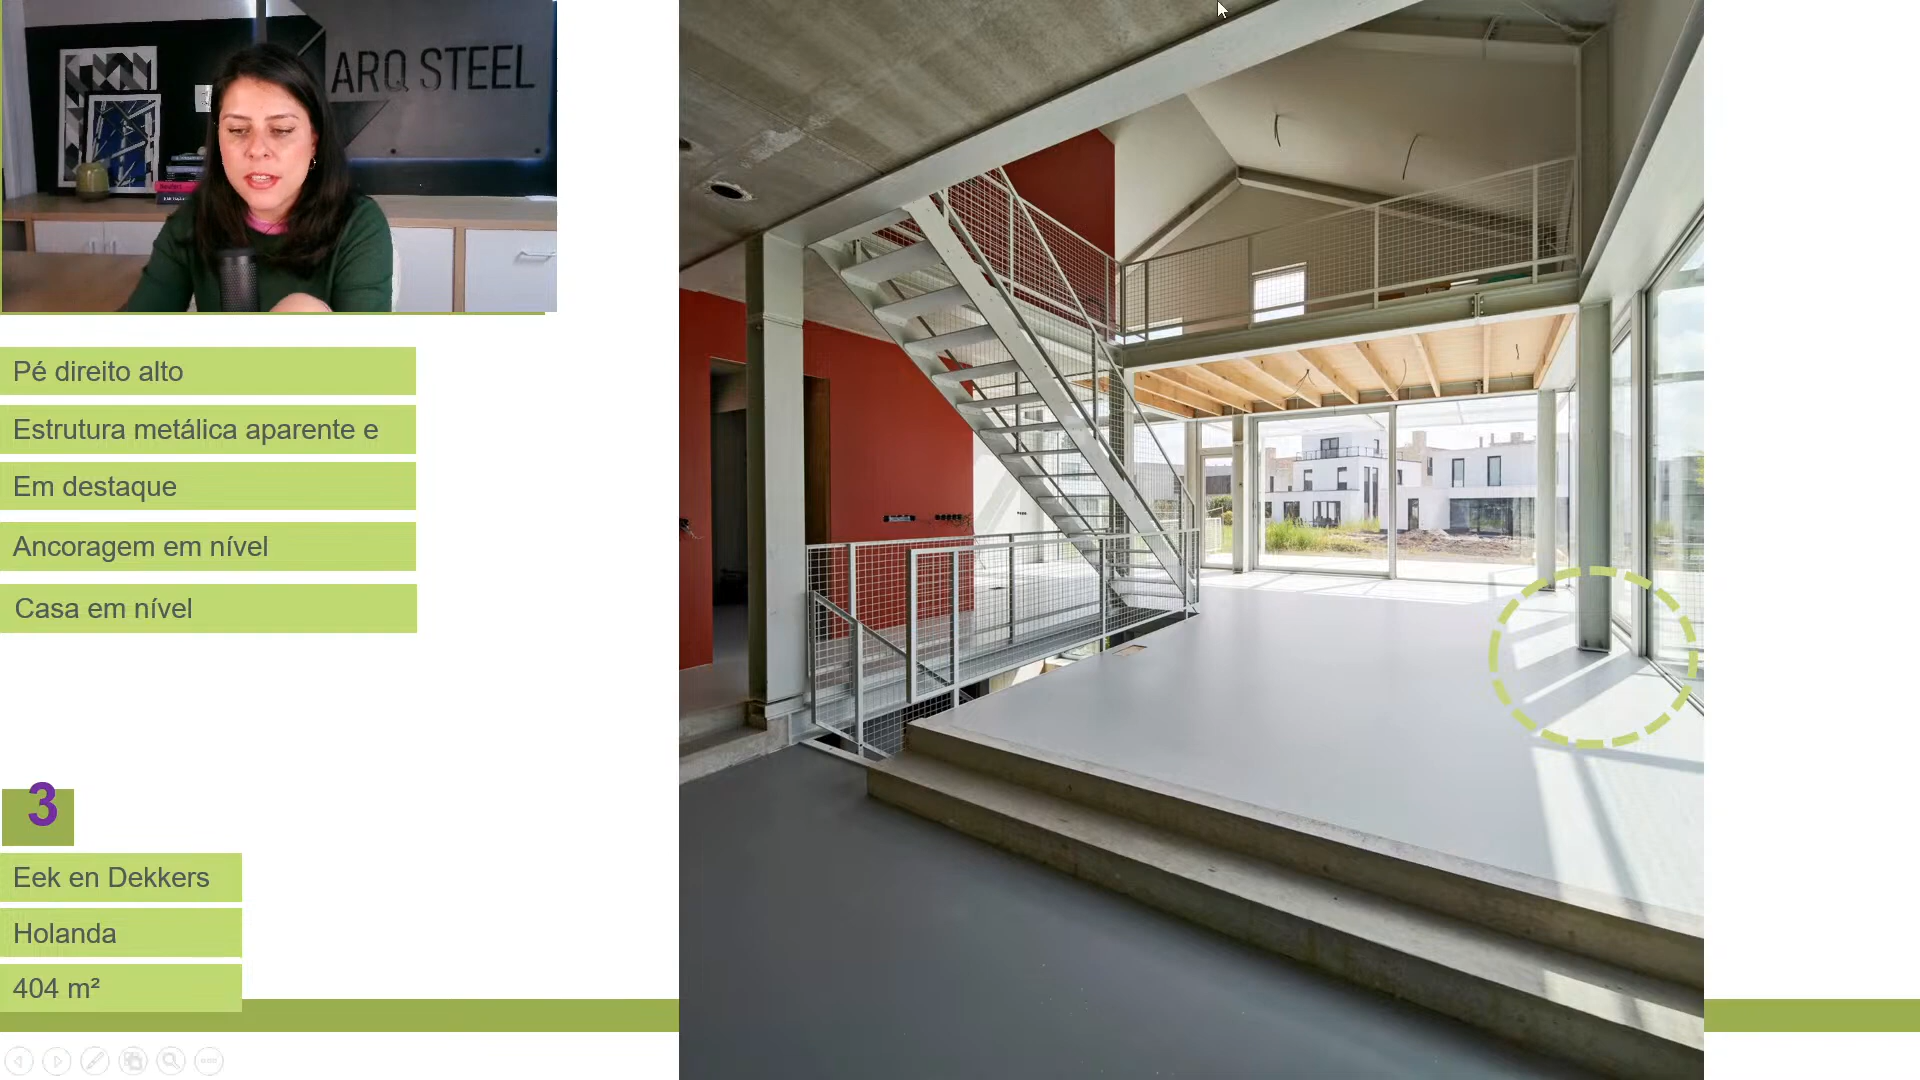 ARQ STEEL
Pé direito alto
Estrutura metálica aparente e
Em destaque
Ancoragem em nível
Casa em nível
3
Eek en Dekkers
Holanda
404 m²